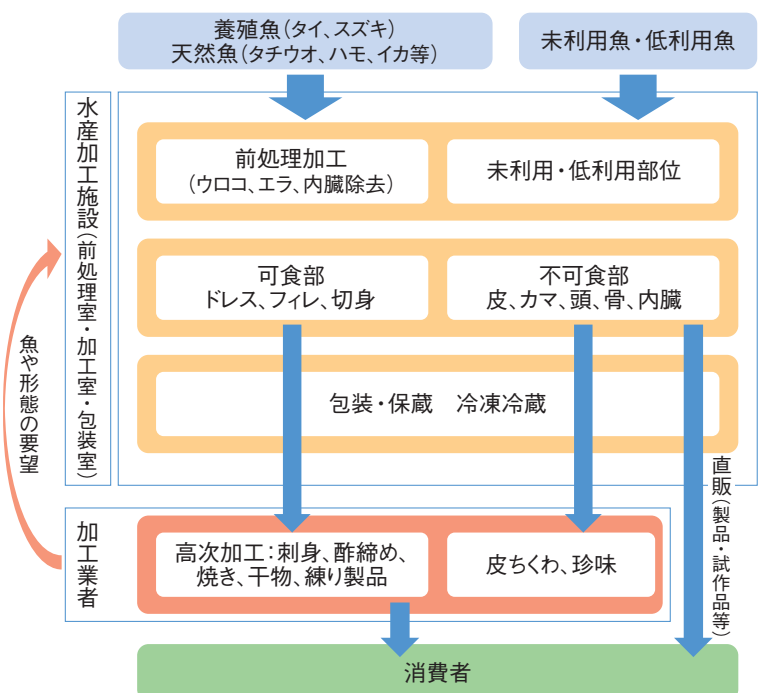 養殖魚(タイ、スズキ)
天然魚(タチウオ、ハモ、イカ等)
未利用魚・低利用魚
水産加工施設(前処理室・加工室・包装室)
前処理加工
(ウロコ、エラ、内臓除去)
未利用・低利用部位
可食部
ドレス、フィレ、切身
不可食部
皮、カマ、頭、骨、内臓
包装・保蔵　冷凍冷蔵
魚や形態の要望
直販(製品・試作品等)
加工業者
高次加工:刺身、酢締め、
焼き、干物、練り製品
皮ちくわ、珍味
消費者